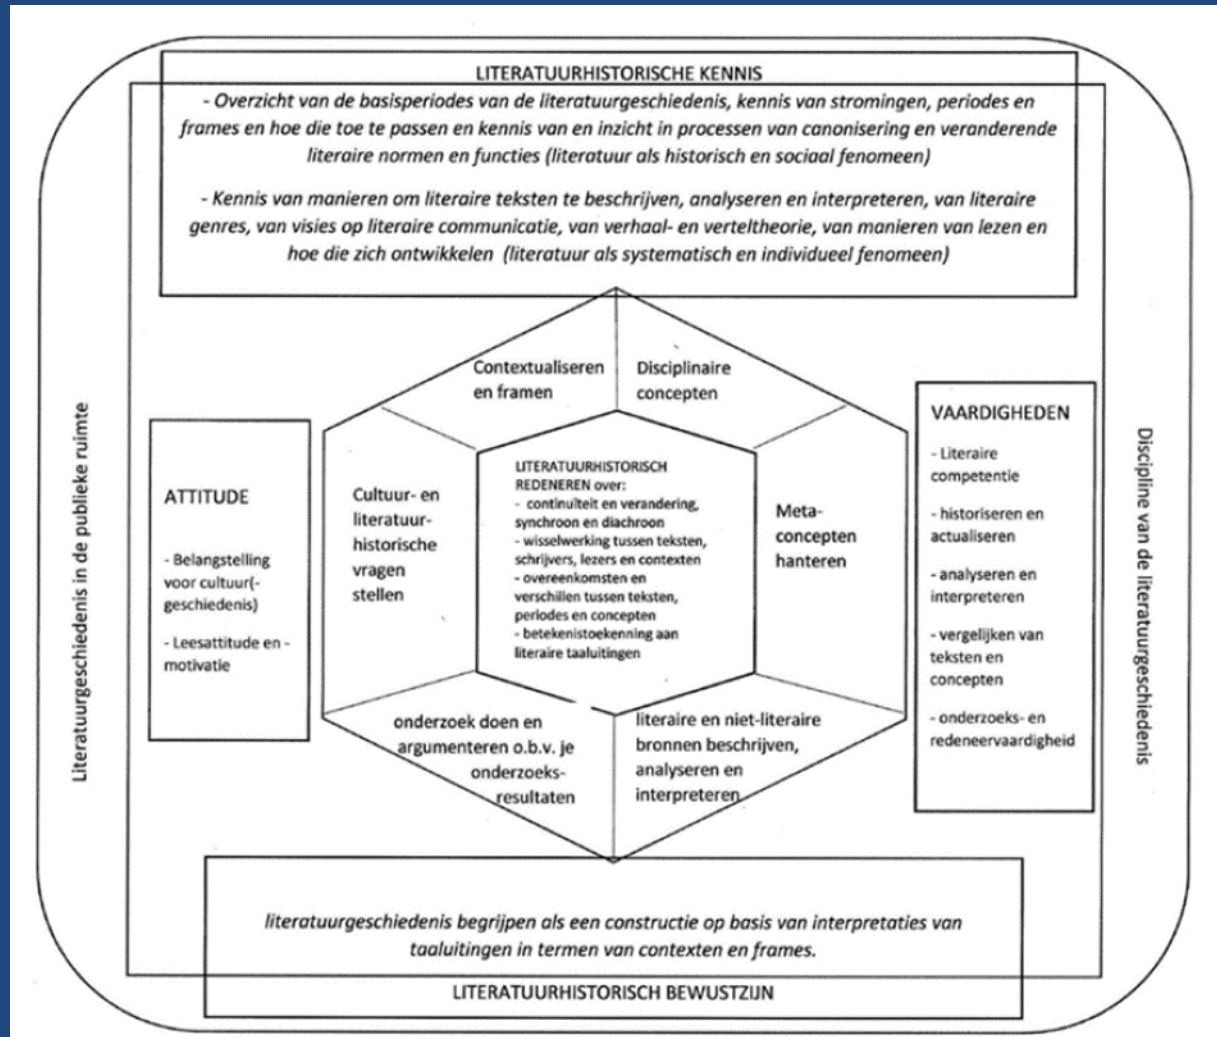 LITERATUURHISTORISCHE KENNIS
- Overzicht van de basisperiodes van de literatuurgeschiedenis, kennis van stromingen, periodes en
frames en hoe die toe te passen en kennis van en inzicht in processen van canonisering en veranderende
literaire normen en functies (literatuur als historisch en sociaal fenomeen)
- Kennis van manieren om literaire teksten te beschrijven, analyseren en interpreteren, van literaire
genres, van visies op literaire communicatie, van verhaal- en verteltheorie, van manieren van lezen en
hoe die zich ontwikkelen (literatuur als systematisch en individueel fenomeen)
Literatuurgeschiedenis in de publieke ruimte
ATTITUDE
- Belangstelling
voor cultuur(-
geschiedenis)
- Leesattitude en -
motivatie
Contextualiseren
en framen
Disciplinaire
concepten
Cultuur- en
literatuur-
historische
vragen
stellen
LITERATUURHISTORISCH
REDENEREN over:
- continuïteit en verandering,
synchroon en diachroon
- wisselwerking tussen teksten,
schrijvers, lezers en contexten
- overeenkomsten en
verschillen tussen teksten,
periodes en concepten
- betekenistoekenning aan
literaire taaluitingen
Meta-
concepten
hanteren
onderzoek doen en
argumenteren o.b.v. je
onderzoeks-
resultaten
literaire en niet-literaire
bronnen beschrijven,
analyseren en
interpreteren
VAARDIGHEDEN
- Literaire
competentie
- historiseren en
actualiseren
- analyseren en
interpreteren
- vergelijken van
teksten en
concepten
- onderzoeks- en
redeneervaardigheid
Discipline van de literatuurgeschiedenis
literatuurgeschiedenis begrijpen als een constructie op basis van interpretaties van
taaluitingen in termen van contexten en frames.
LITERATUURHISTORISCH BEWUSTZIJN